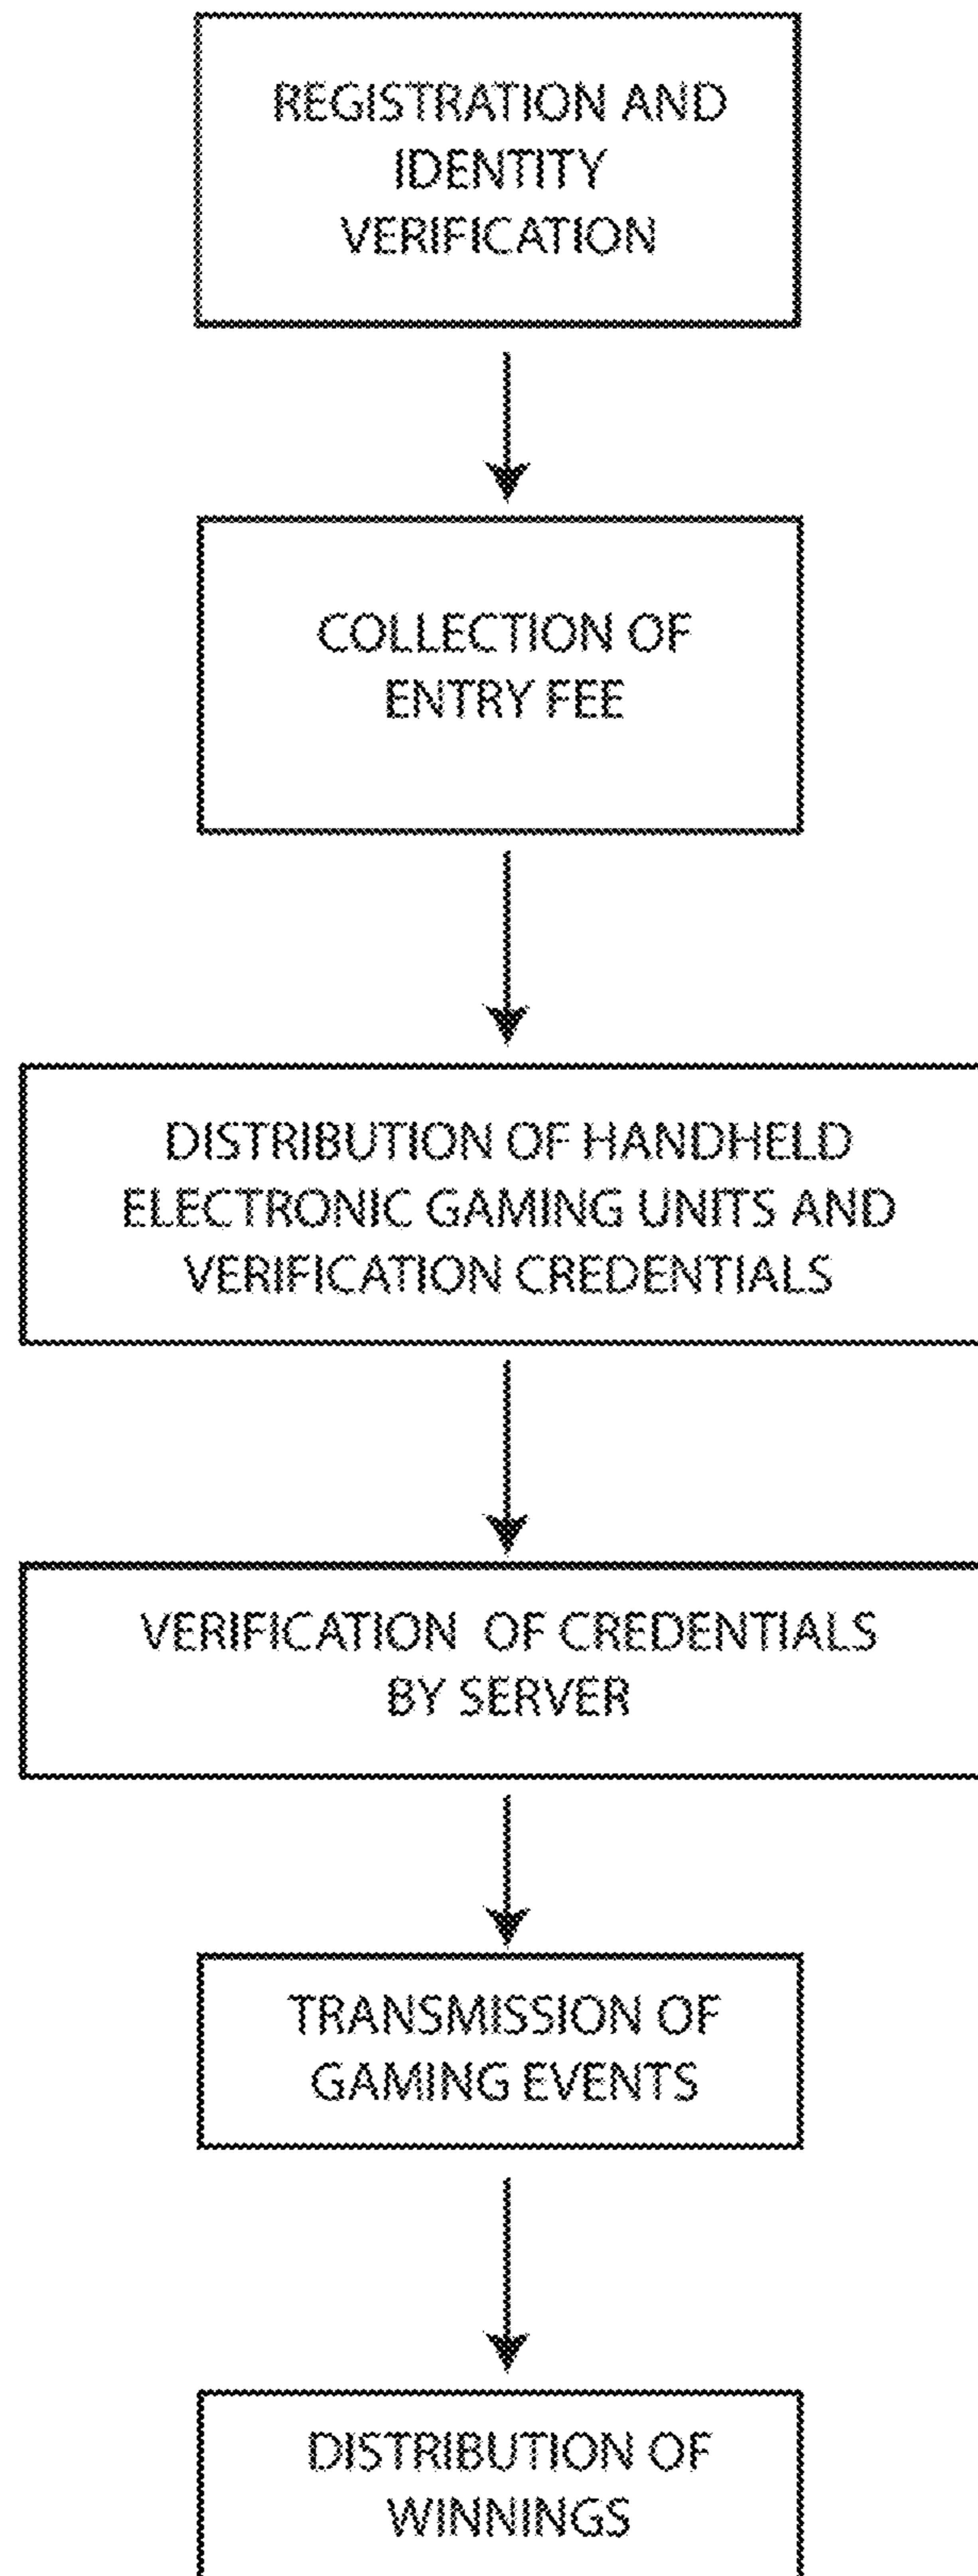 REGISTRATION AND
IDENTITY
VERIFICATION
COLLECTION OF
ENTRY FEE
DISTRIBUTION OF HANDHELD
ELECTRONIC GAMING UNITS AND
VERIFICATION CREDENTIALS
VERIFICATION OF CREDENTIALS
BY SERVER
TRANSMISSION OF
GAMING EVENTS
DISTRIBUTION OF
WINNINGS